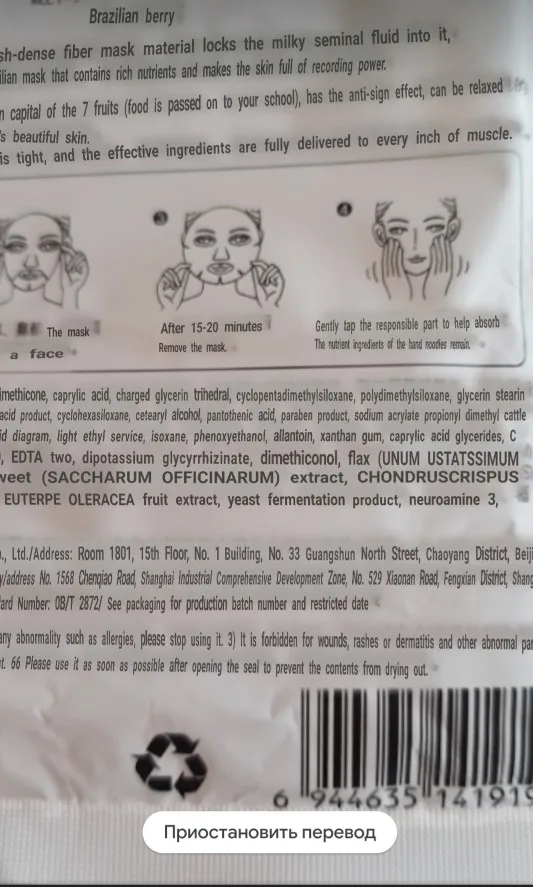 Brazilian berry
sh-dense fiber mask material locks the milky seminal fluid into it,
ilian mask that contains rich nutrients and makes the skin full of recording power.
n capital of the 7 fruits (food is passed on to your school), has the anti-sign effect, can be relaxed
's beautiful skin.
is tight, and the effective ingredients are fully delivered to every inch of muscle.
3
4
The mask
a face
After 15-20 minutes
Remove the mask.
Gently tap the responsible part to help absorb
The nutrient ingredients of the hand noodles remain.
imethicone, caprylic acid, charged glycerin trihedral, cyclopentadimethylsiloxane, polydimethylsiloxane, glycerin stearin
acid product, cyclohexasiloxane, cetearyl alcohol, pantothenic acid, paraben product, sodium acrylate propionyl dimethyl cattle
id diagram, light ethyl service, isoxane, phenoxyethanol, allantoin, xanthan gum, caprylic acid glycerides, C
), EDTA two, dipotassium glycyrrhizinate, dimethiconol, flax (UNUM USTATSSIMUM
weet (SACCHARUM OFFICINARUM) extract, CHONDRUSCRISPUS
EUTERPE OLERACEA fruit extract, yeast fermentation product, neuroamine 3,
., Ltd./Address: Room 1801, 15th Floor, No. 1 Building, No. 33 Guangshun North Street, Chaoyang District, Beiji
y/address No. 1568 Chenqiao Road, Shanghai Industrial Comprehensive Development Zone, No. 529 Xiaonan Road, Fengxian District, Shang
dard Number: OB/T 2872/ See packaging for production batch number and restricted date
any abnormality such as allergies, please stop using it. 3) It is forbidden for wounds, rashes or dermatitis and other abnormal par
t. 66 Please use it as soon as possible after opening the seal to prevent the contents from drying out.
6 944635 141919
Приостановить перевод